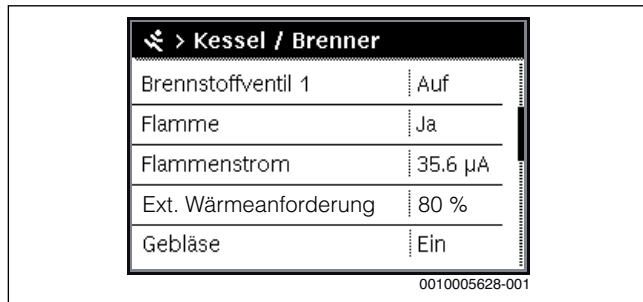 > Kessel / Brenner
Brennstoffventil 1 Auf
Flamme Ja
Flammenstrom 35.6 µA
Ext. Wärmeanforderung 80 %
Gebläse Ein
0010005628-001